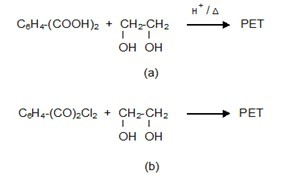 H⁺/△
C₆H₄-(COOH)₂ + CH₂-CH₂ → PET
OH OH
(a)
C₆H₄-(CO)₂Cl₂ + CH₂-CH₂ → PET
OH OH
(b)